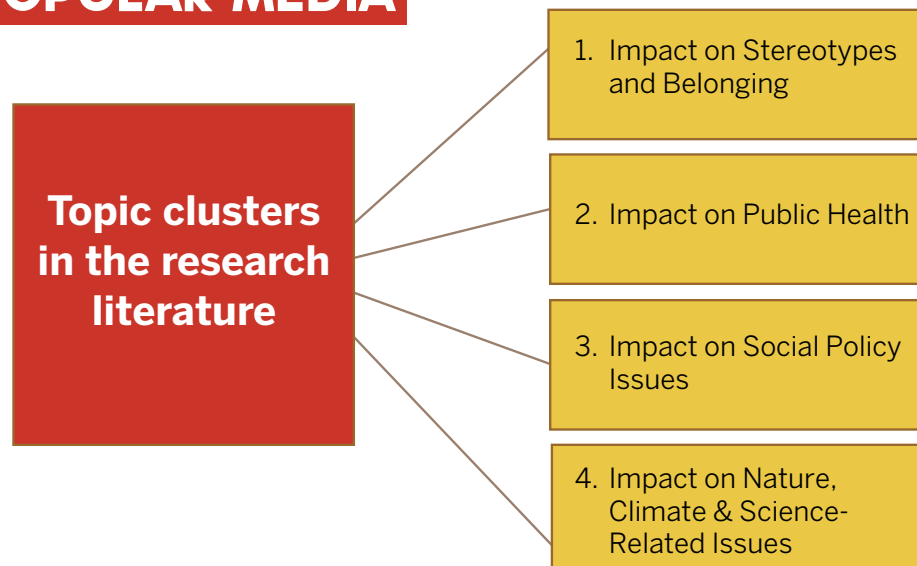 POPULAR MEDIA
Topic clusters
in the research
literature
1. Impact on Stereotypes
and Belonging
2. Impact on Public Health
3. Impact on Social Policy
Issues
4. Impact on Nature,
Climate & Science-
Related Issues